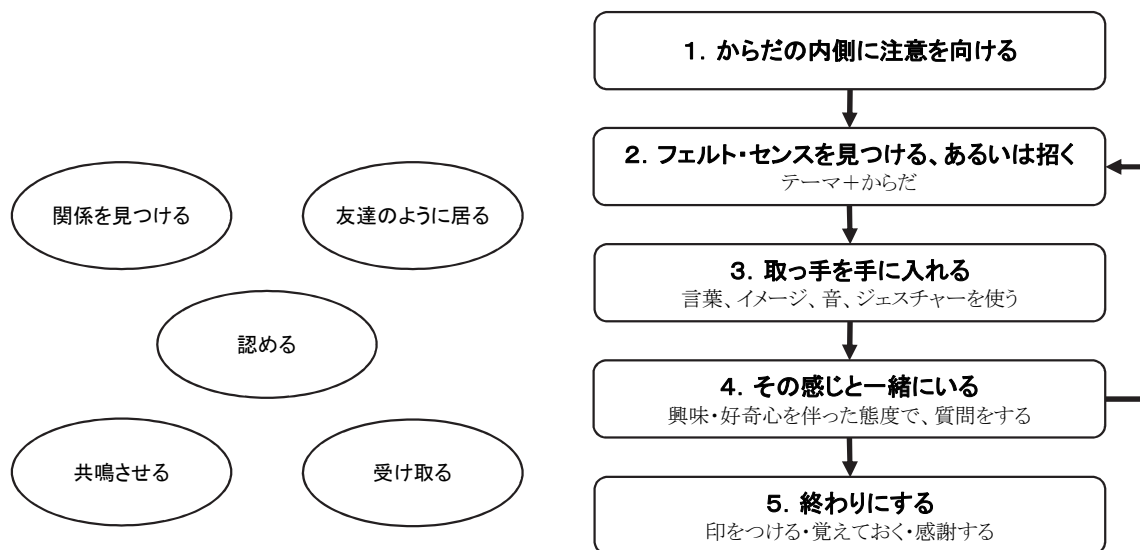 関係を見つける
友達のように居る
認める
共鳴させる
受け取る
1．からだの内側に注意を向ける
2．フェルト・センスを見つける、あるいは招く
テーマ＋からだ
3．取っ手を手に入れる
言葉、イメージ、音、ジェスチャーを使う
4．その感じと一緒にいる
興味・好奇心を伴った態度で、質問をする
5．終わりにする
印をつける・覚えておく・感謝する